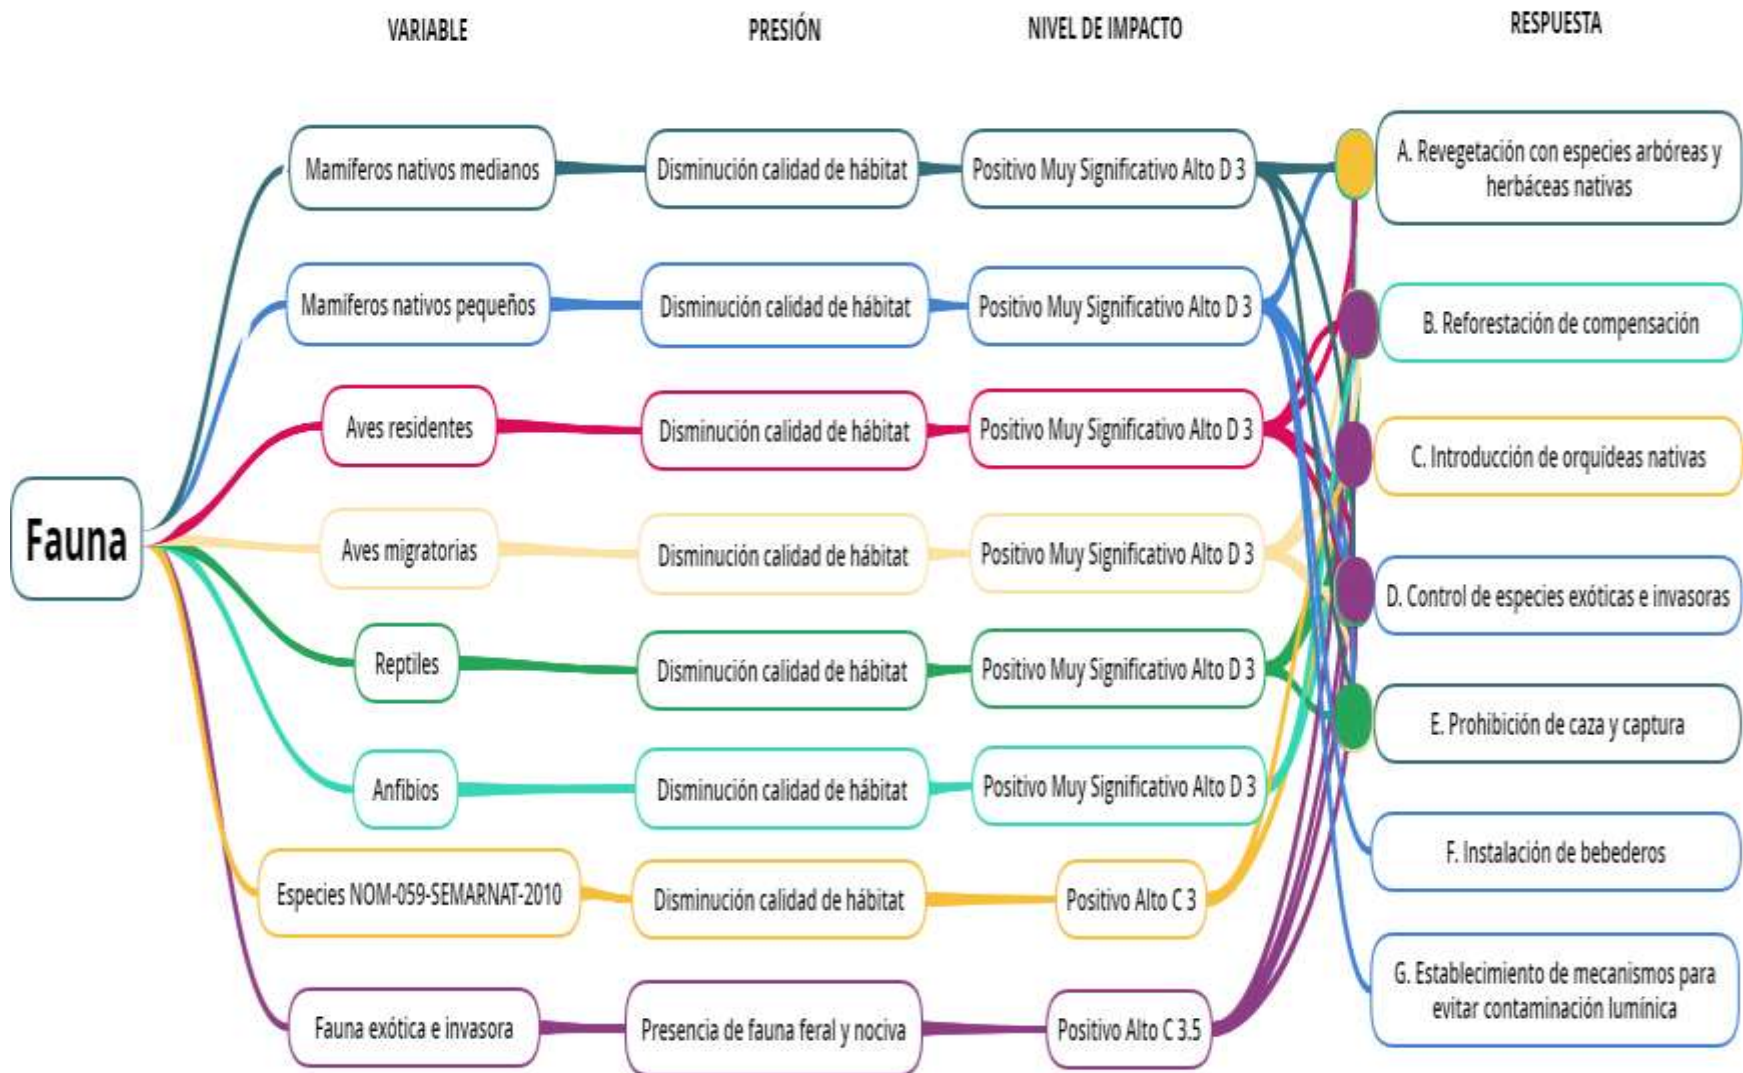 VARIABLE
PRESIÓN
NIVEL DE IMPACTO
RESPUESTA
Fauna
Mamíferos nativos medianos
Disminución calidad de hábitat
Positivo Muy Significativo Alto D 3
A. Revegetación con especies arbóreas y
herbáceas nativas
Mamíferos nativos pequeños
Disminución calidad de hábitat
Positivo Muy Significativo Alto D 3
B. Reforestación de compensación
Aves residentes
Disminución calidad de hábitat
Positivo Muy Significativo Alto D 3
C. Introducción de orquídeas nativas
Aves migratorias
Disminución calidad de hábitat
Positivo Muy Significativo Alto D 3
D. Control de especies exóticas e invasoras
Reptiles
Disminución calidad de hábitat
Positivo Muy Significativo Alto D 3
E. Prohibición de caza y captura
Anfibios
Disminución calidad de hábitat
Positivo Muy Significativo Alto D 3
F. Instalación de bebederos
Especies NOM-059-SEMARNAT-2010
Disminución calidad de hábitat
Positivo Alto C 3
G. Establecimiento de mecanismos para
evitar contaminación lumínica
Fauna exótica e invasora
Presencia de fauna feral y nociva
Positivo Alto C 3.5